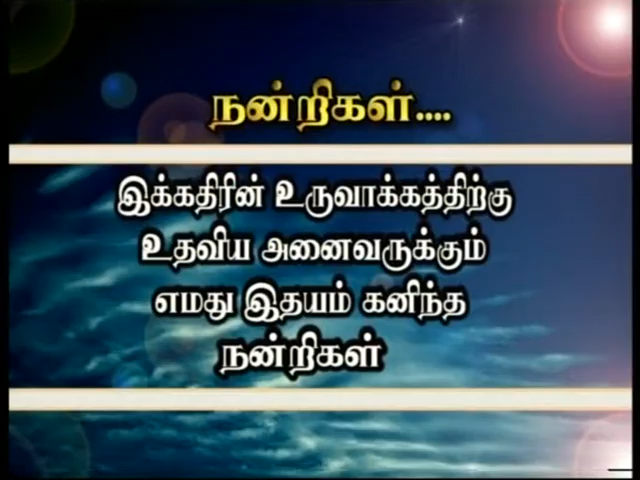 நன்றிகள்....
இக்கதிரின் உருவாக்கத்திற்கு
உதவிய அனைவருக்கும்
எமது இதயம் கனிந்த
நன்றிகள்